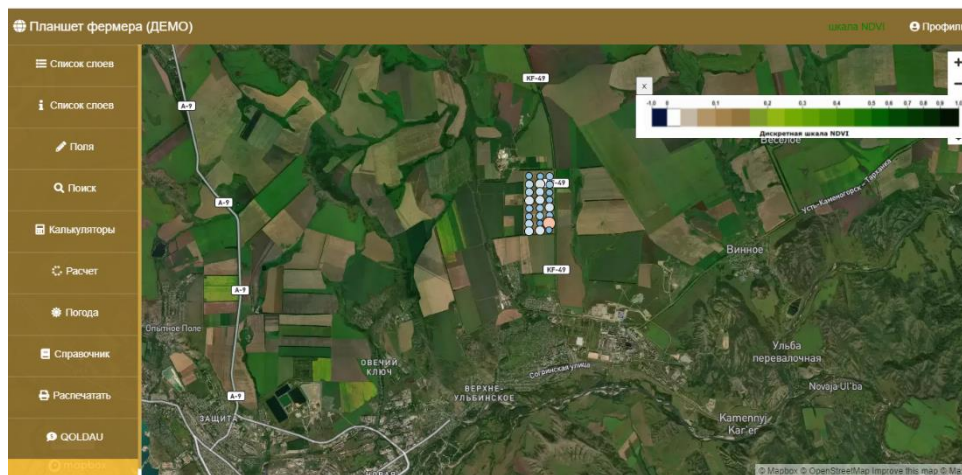 Планшет фермера (ДЕМО)
шкала NDVI
Профиль
Список слоев
Список слоев
Поля
Поиск
Калькуляторы
Расчет
Погода
Справочник
Распечатать
QOLDAU
mapbox
A-9
KF-49
x
+
−
-1,0 0 0,1 0,2 0,3 0,4 0,5 0,6 0,7 0,8 0,9 1,0
Дискретная шкала NDVI
Веселое
A-9
KF-49
Усть-Каменогорск - Тарханка
Винное
KF-49
A-9
Опытное Поле
ОВЕЧИЙ
КЛЮЧ
Согринская улица
Ульба
перевалочная
ВЕРХНЕ-
УЛЬБИНСКОЕ
Novaja Ul'ba
A-9
ЗАЩИТА
Kamennyj
Kar'er
НОВАЯ
© Mapbox © OpenStreetMap Improve this map © Ma